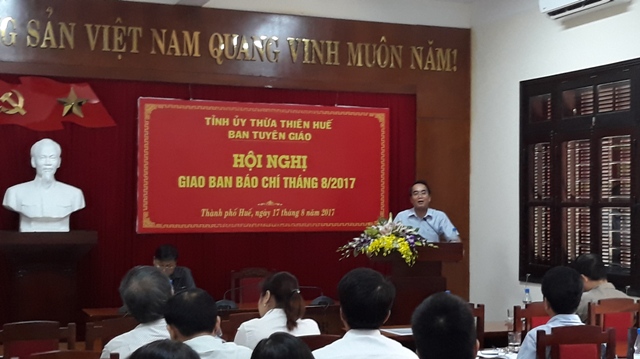 SẢN VIỆT NAM QUANG VINH MUÔN NĂM!
TỈNH ỦY THỪA THIÊN HUẾ
BAN TUYÊN GIÁO
HỘI NGHỊ
GIAO BAN BÁO CHÍ THÁNG 8/2017
Thành phố Huế, ngày 17 tháng 8 năm 2017